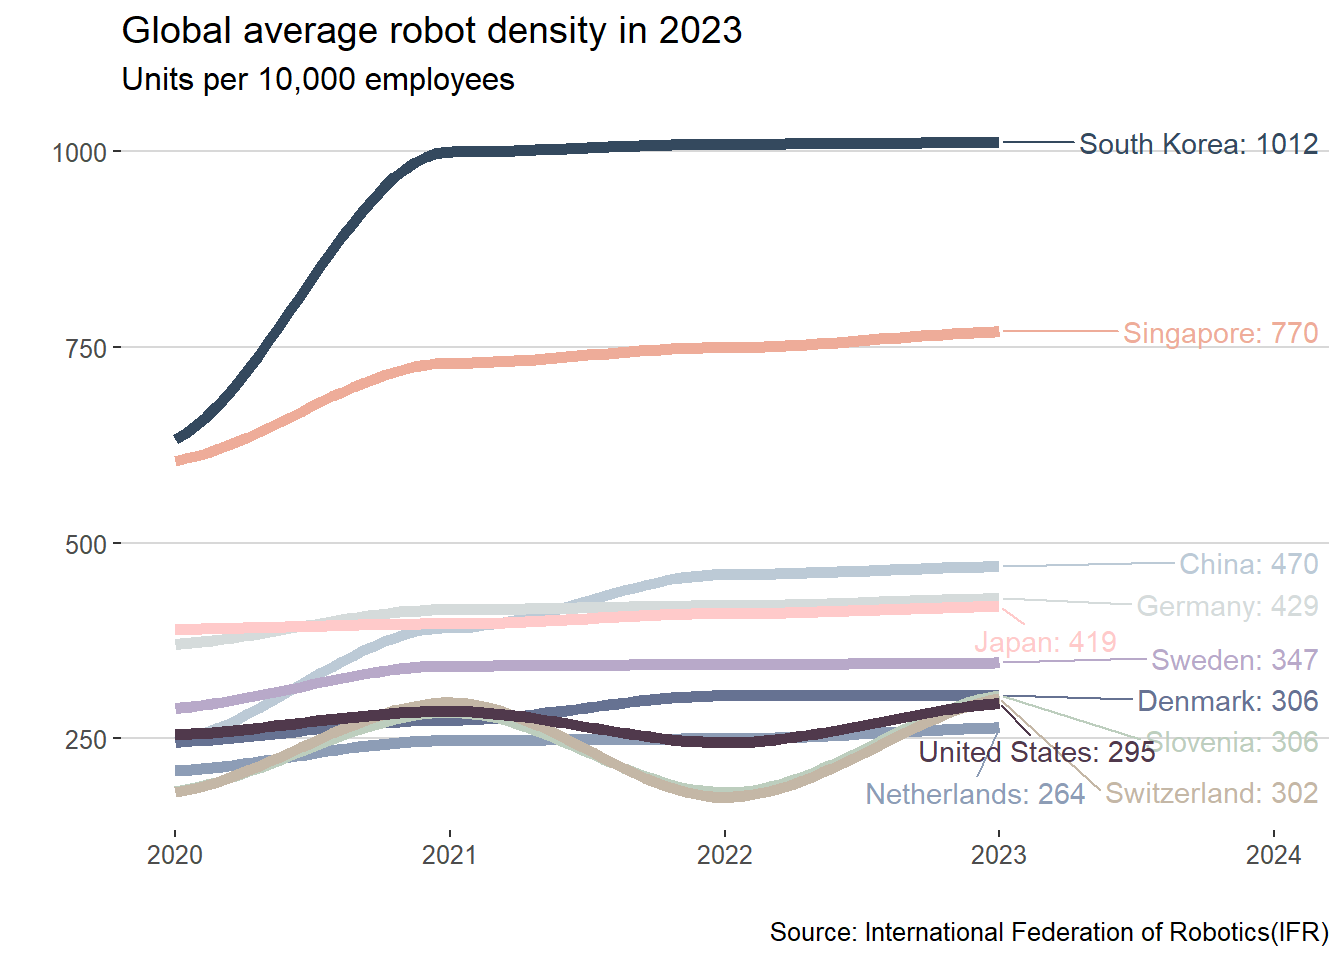 Global average robot density in 2023
Units per 10,000 employees
1000
South Korea: 1012
750
Singapore: 770
500
China: 470
Germany: 429
Japan: 419
Sweden: 347
Denmark: 306
250
Slovenia: 306
United States: 295
Netherlands: 264
Switzerland: 302
2020
2021
2022
2023
2024
Source: International Federation of Robotics(IFR)